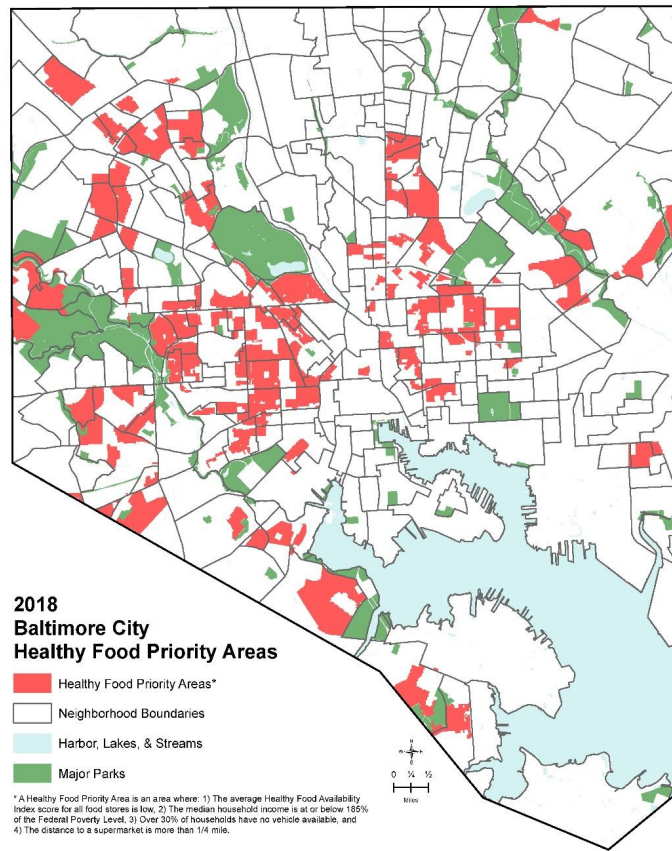 2018
Baltimore City
Healthy Food Priority Areas
Healthy Food Priority Areas*
Neighborhood Boundaries
Harbor, Lakes, & Streams
Major Parks
N
W E
S
0 ¼ ½
Miles
* A Healthy Food Priority Area is an area where: 1) The average Healthy Food Availability
Index score for all food stores is low, 2) The median household income is at or below 185%
of the Federal Poverty Level, 3) Over 30% of households have no vehicle available, and
4) The distance to a supermarket is more than 1/4 mile.